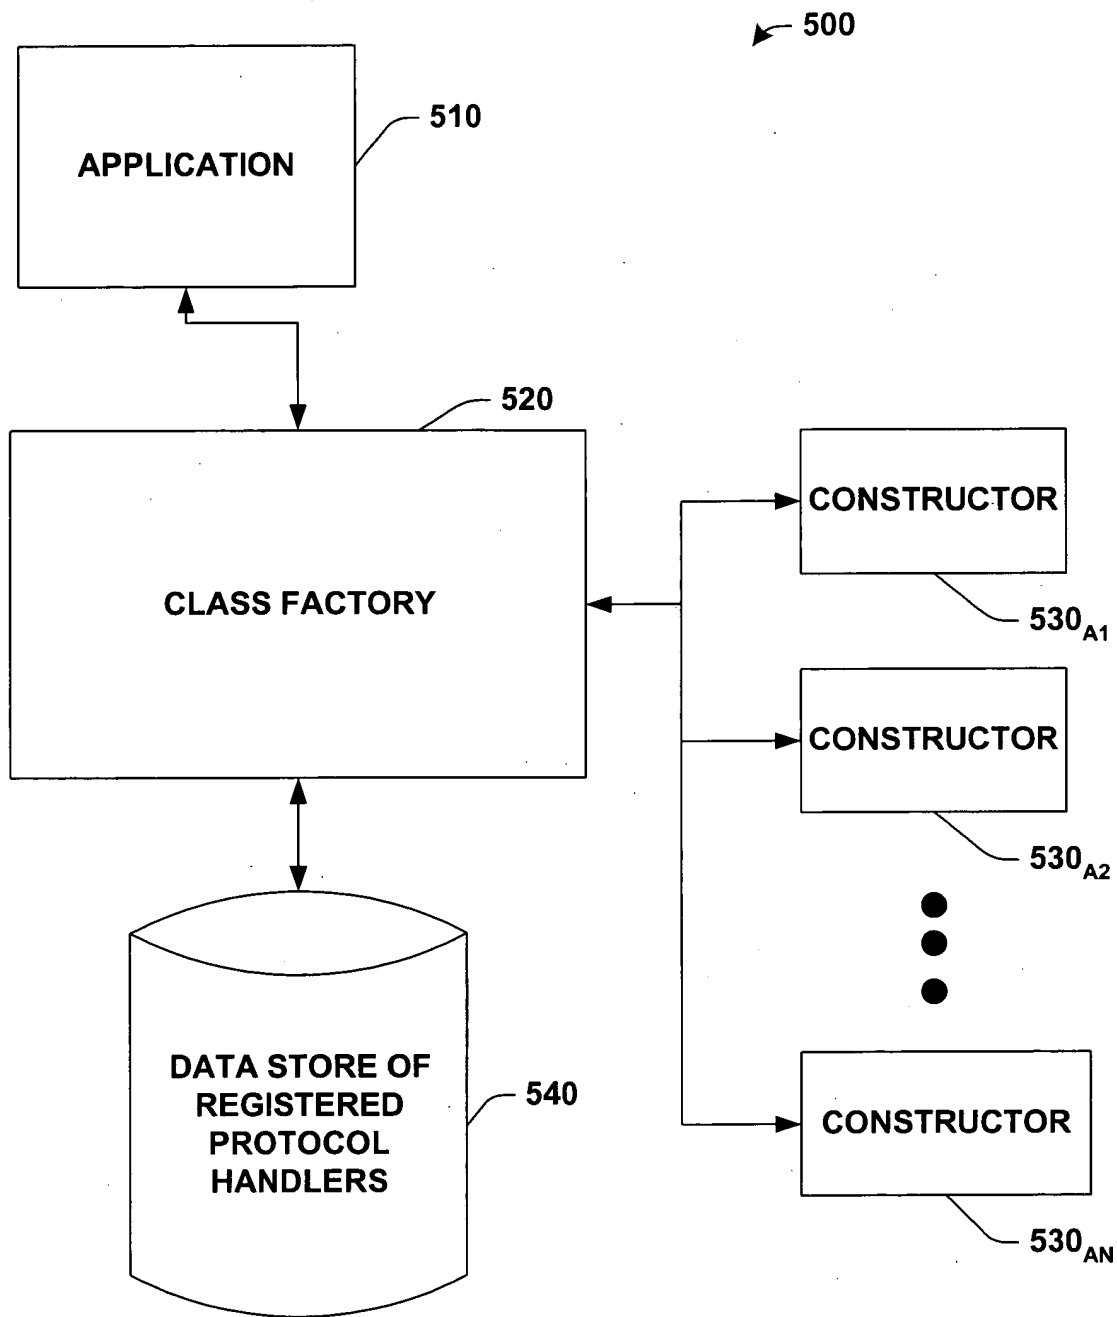 500
APPLICATION
510
520
CLASS FACTORY
CONSTRUCTOR
530A1
CONSTRUCTOR
530A2
DATA STORE OF
REGISTERED
PROTOCOL
HANDLERS
540
CONSTRUCTOR
530AN